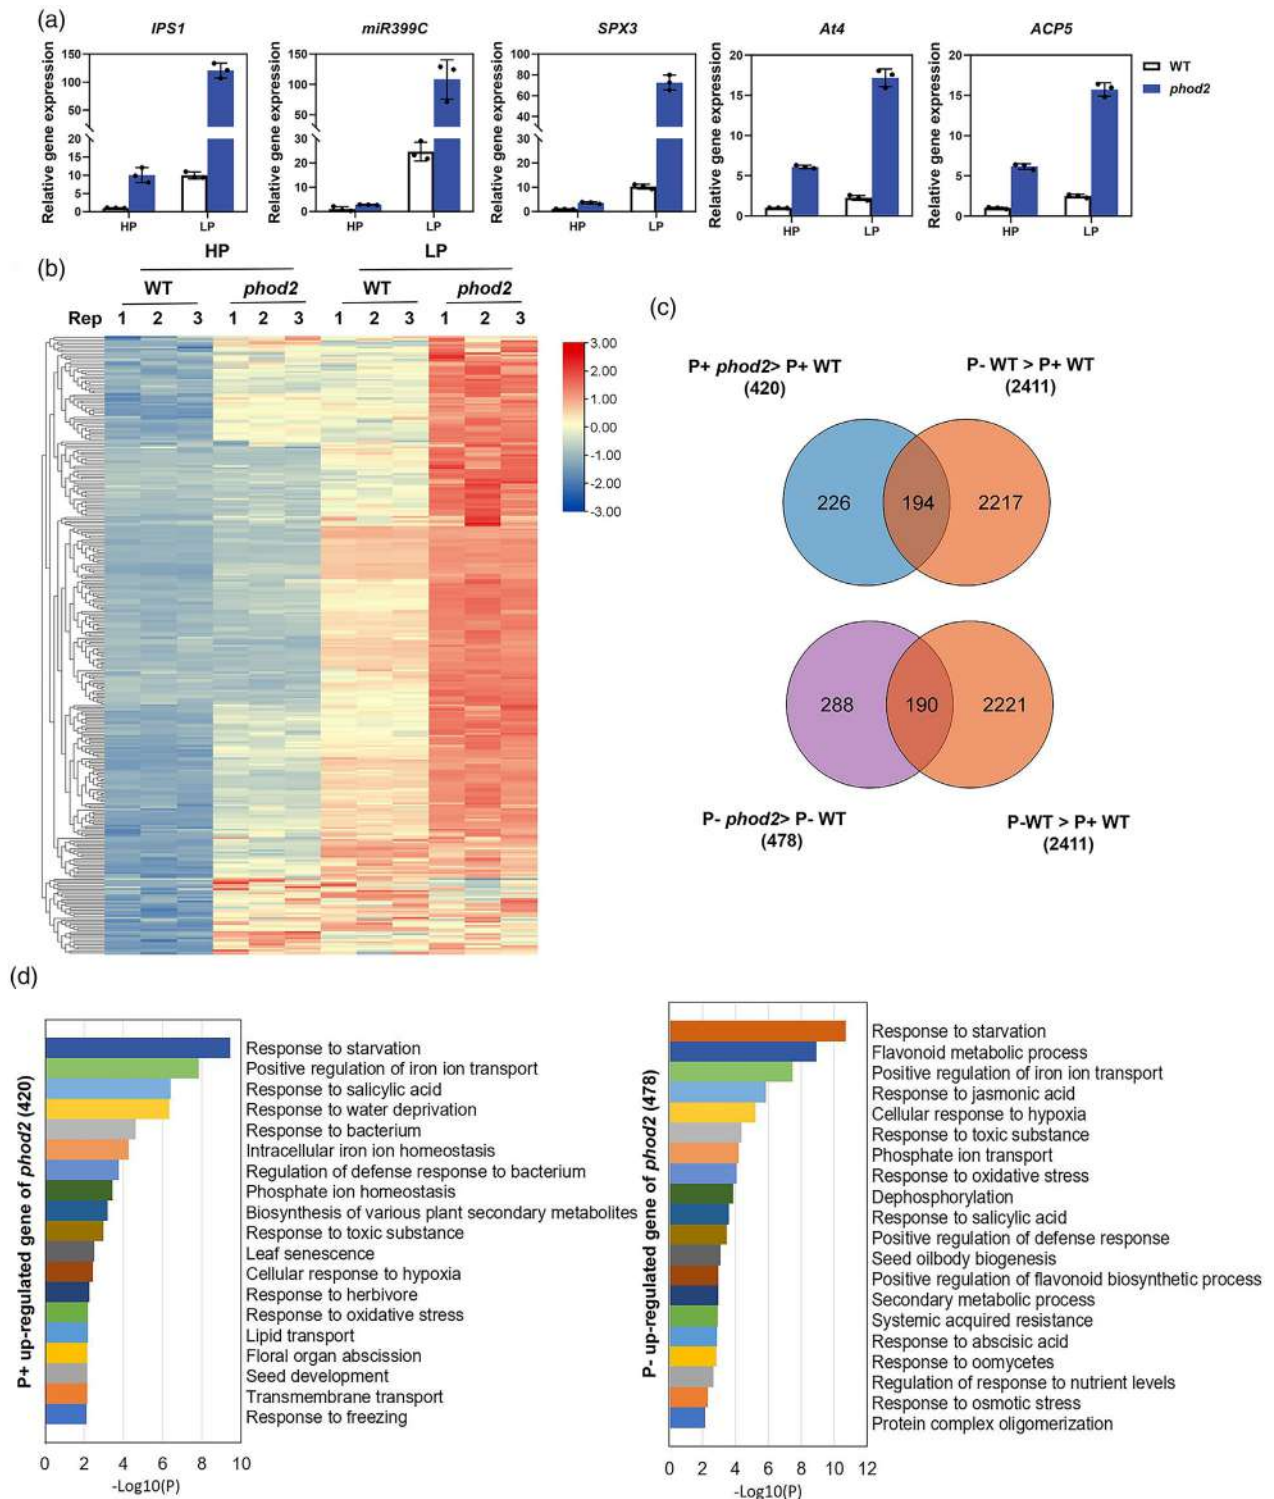 (a)
IPS1
miR399C
SPX3
At4
ACP5
Relative gene expression
150
100
50
20
10
0
HP
LP
Relative gene expression
150
100
50
30
20
10
0
HP
LP
Relative gene expression
100
80
60
40
30
20
10
0
HP
LP
Relative gene expression
20
15
10
5
0
HP
LP
Relative gene expression
20
15
10
5
0
HP
LP
WT
phod2
(b)
HP
LP
WT
phod2
WT
phod2
Rep 1 2 3 1 2 3 1 2 3 1 2 3
3.00
2.00
1.00
0.00
-1.00
-2.00
-3.00
(c)
P+ phod2> P+ WT
(420)
P- WT > P+ WT
(2411)
226
194
2217
288
190
2221
P- phod2> P- WT
(478)
P-WT > P+ WT
(2411)
(d)
P+ up-regulated gene of phod2 (420)
Response to starvation
Positive regulation of iron ion transport
Response to salicylic acid
Response to water deprivation
Response to bacterium
Intracellular iron ion homeostasis
Regulation of defense response to bacterium
Phosphate ion homeostasis
Biosynthesis of various plant secondary metabolites
Response to toxic substance
Leaf senescence
Cellular response to hypoxia
Response to herbivore
Response to oxidative stress
Lipid transport
Floral organ abscission
Seed development
Transmembrane transport
Response to freezing
0 2 4 6 8 10
-Log10(P)
P- up-regulated gene of phod2 (478)
Response to starvation
Flavonoid metabolic process
Positive regulation of iron ion transport
Response to jasmonic acid
Cellular response to hypoxia
Response to toxic substance
Phosphate ion transport
Response to oxidative stress
Dephosphorylation
Response to salicylic acid
Positive regulation of defense response
Seed oilbody biogenesis
Positive regulation of flavonoid biosynthetic process
Secondary metabolic process
Systemic acquired resistance
Response to abscisic acid
Response to oomycetes
Regulation of response to nutrient levels
Response to osmotic stress
Protein complex oligomerization
0 2 4 6 8 10 12
-Log10(P)